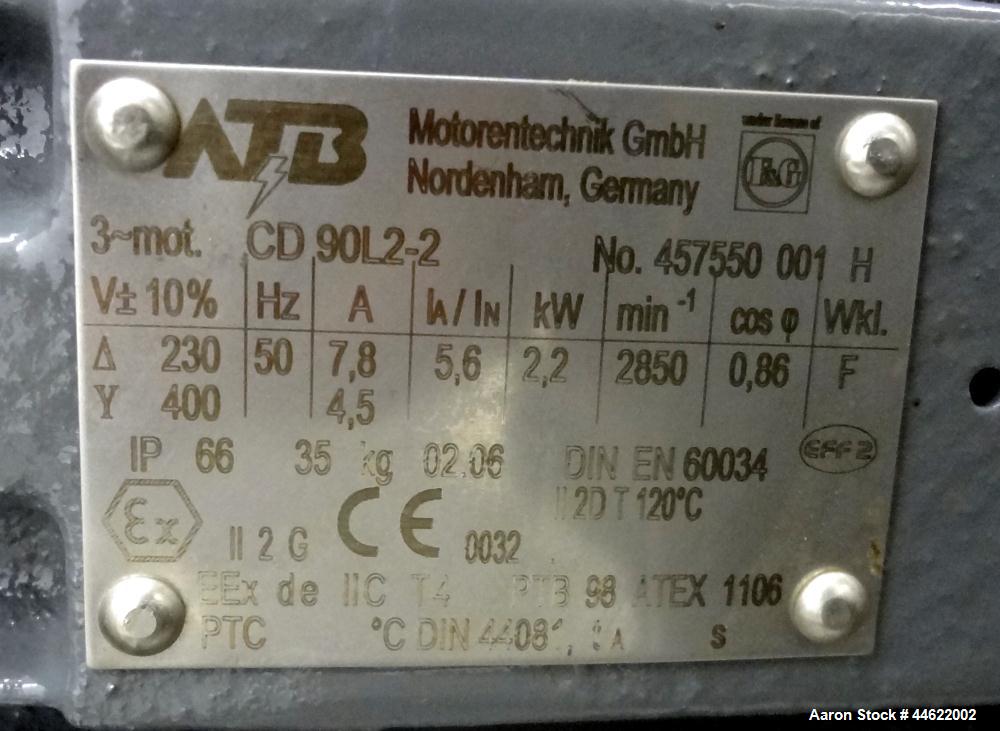 ATB
Motorentechnik GmbH
Nordenham, Germany
under licence of
L&G
3~mot. CD 90L2-2 No. 457550 001 H
V± 10% Hz A IA/IN kW min⁻¹ cos φ Wkl.
Δ 230 50 7,8 5,6 2,2 2850 0,86 F
Y 400 4,5
IP 66 35 kg 02.06 DIN EN 60034 EFF2
II 2D T 120°C
Ex II 2 G CE 0032
EEx de IIC T4 PTB 98 ATEX 1106
PTC °C DIN A S
Aaron Stock # 44622002